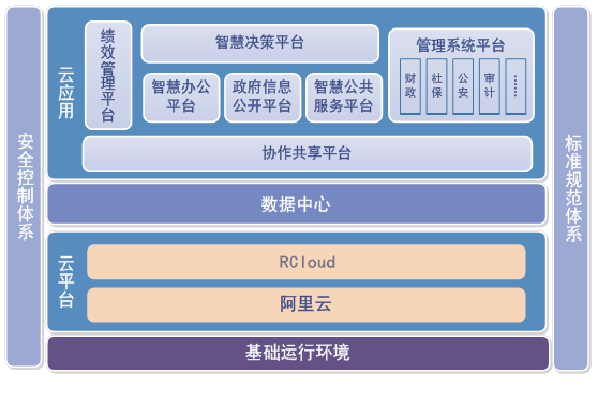 安全控制体系
云应用
绩效管理平台
智慧决策平台
智慧办公
平台
政府信息
公开平台
智慧公共
服务平台
管理系统平台
财政
社保
公安
审计
……
协作共享平台
数据中心
云平台
RCloud
阿里云
基础运行环境
标准规范体系